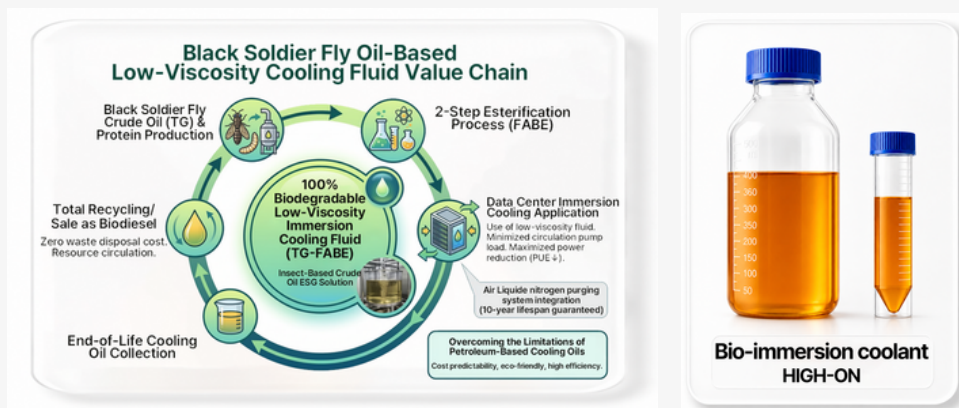 Black Soldier Fly Oil-Based
Low-Viscosity Cooling Fluid Value Chain
Black Soldier Fly
Crude Oil (TG) &
Protein Production
2-Step Esterification
Process (FABE)
100%
Biodegradable
Low-Viscosity
Immersion
Cooling Fluid
(TG-FABE)
Insect-Based Crude
Oil ESG Solution
Data Center Immersion
Cooling Application
Use of low-viscosity fluid.
Minimized circulation pump
load. Maximized power
reduction (PUE↓).
Total Recycling/
Sale as Biodiesel
Zero waste disposal cost.
Resource circulation.
Air Liquide nitrogen purging
system integration
(10-year lifespan guaranteed)
End-of-Life Cooling
Oil Collection
Overcoming the Limitations of
Petroleum-Based Cooling Oils
Cost predictability, eco-friendly, high efficiency.
400
350
300
250
200
150
100
50
Bio-immersion coolant
HIGH-ON